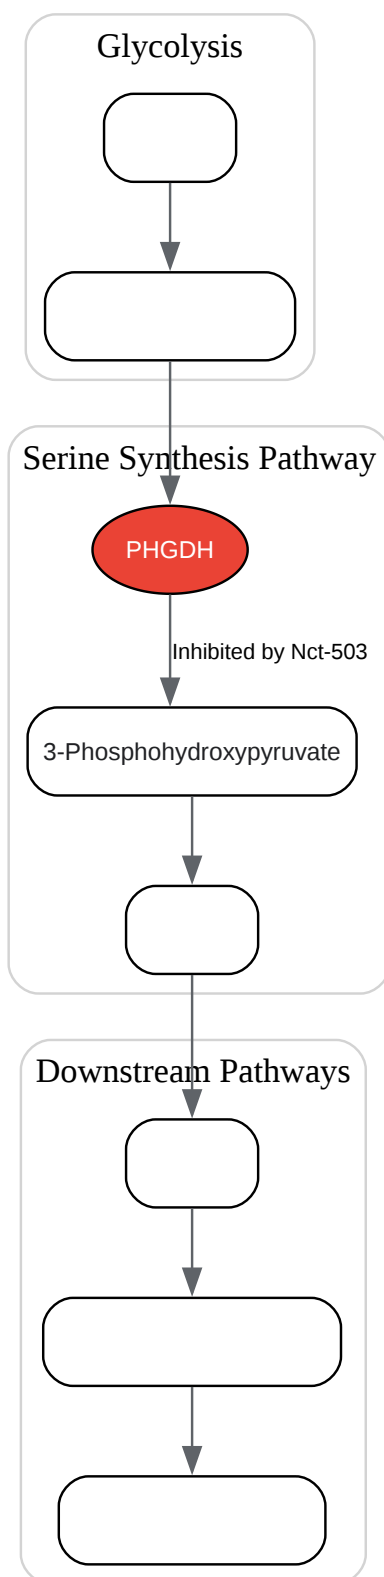 Glycolysis
Serine Synthesis Pathway
PHGDH
Inhibited by Nct-503
3-Phosphohydroxypyruvate
Downstream Pathways